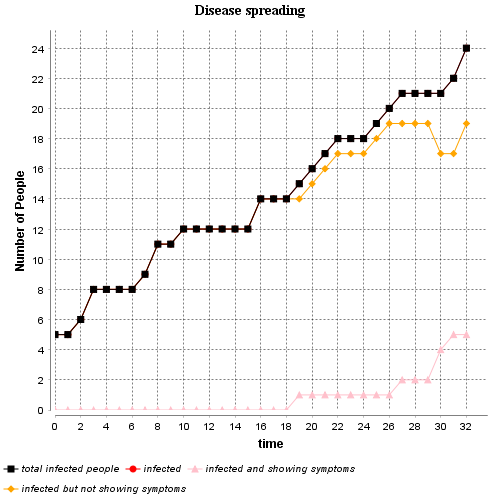 Disease spreading
Number of People
24
22
20
18
16
14
12
10
8
6
4
2
0
0 2 4 6 8 10 12 14 16 18 20 22 24 26 28 30 32
time
total infected people infected infected and showing symptoms
infected but not showing symptoms